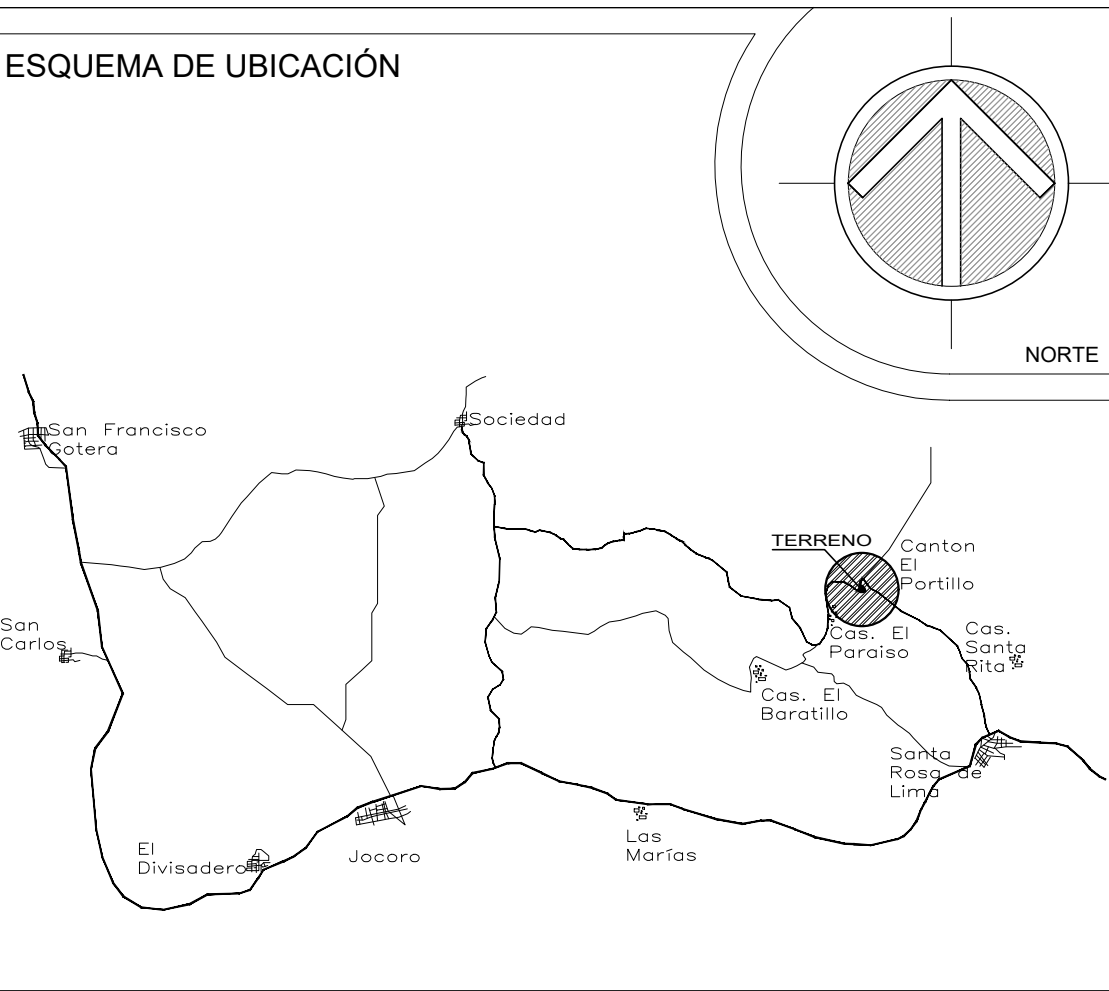 ESQUEMA DE UBICACIÓN
NORTE
San Francisco
Gotera
Sociedad
TERRENO
Canton
El
Portillo
San
Carlos
Cas. El
Paraiso
Cas.
Santa
Rita
Cas. El
Baratillo
Santa
Rosa de
Lima
El
Divisadero
Jocoro
Las
Marías